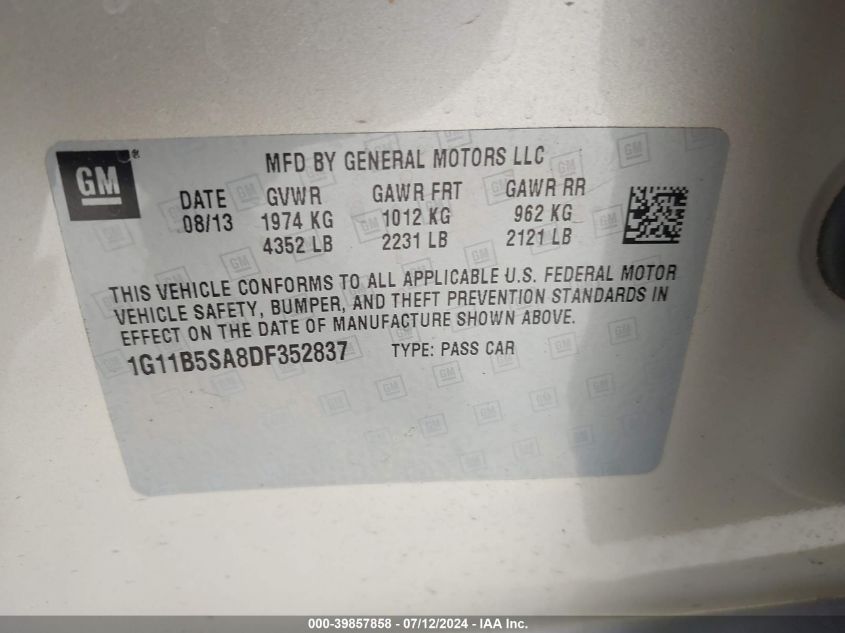 GM ®
MFD BY GENERAL MOTORS LLC
DATE GVWR GAWR FRT GAWR RR
08/13 1974 KG 1012 KG 962 KG
4352 LB 2231 LB 2121 LB
THIS VEHICLE CONFORMS TO ALL APPLICABLE U.S. FEDERAL MOTOR
VEHICLE SAFETY, BUMPER, AND THEFT PREVENTION STANDARDS IN
EFFECT ON THE DATE OF MANUFACTURE SHOWN ABOVE.
1G11B5SA8DF352837 TYPE: PASS CAR
000-39857858 - 07/12/2024 - IAA Inc.